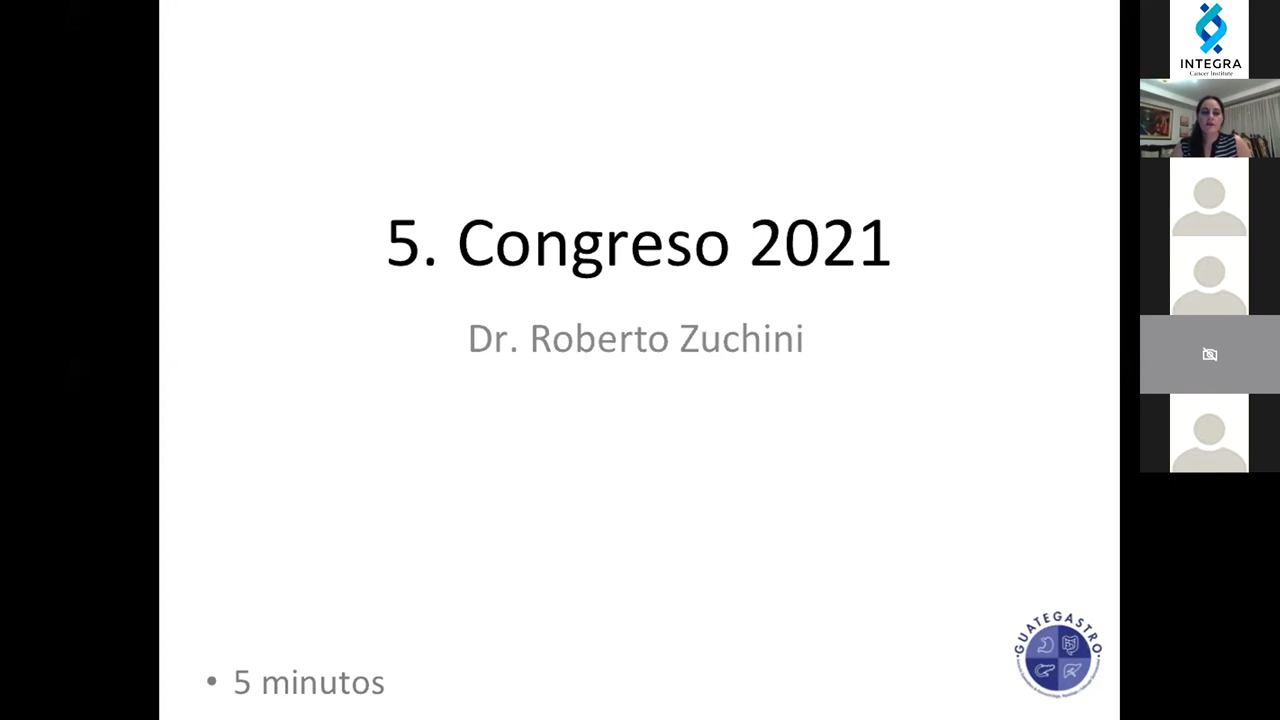 5. Congreso 2021
Dr. Roberto Zuchini
• 5 minutos
GUATEGASTRO
INTEGRA
Cancer Institute